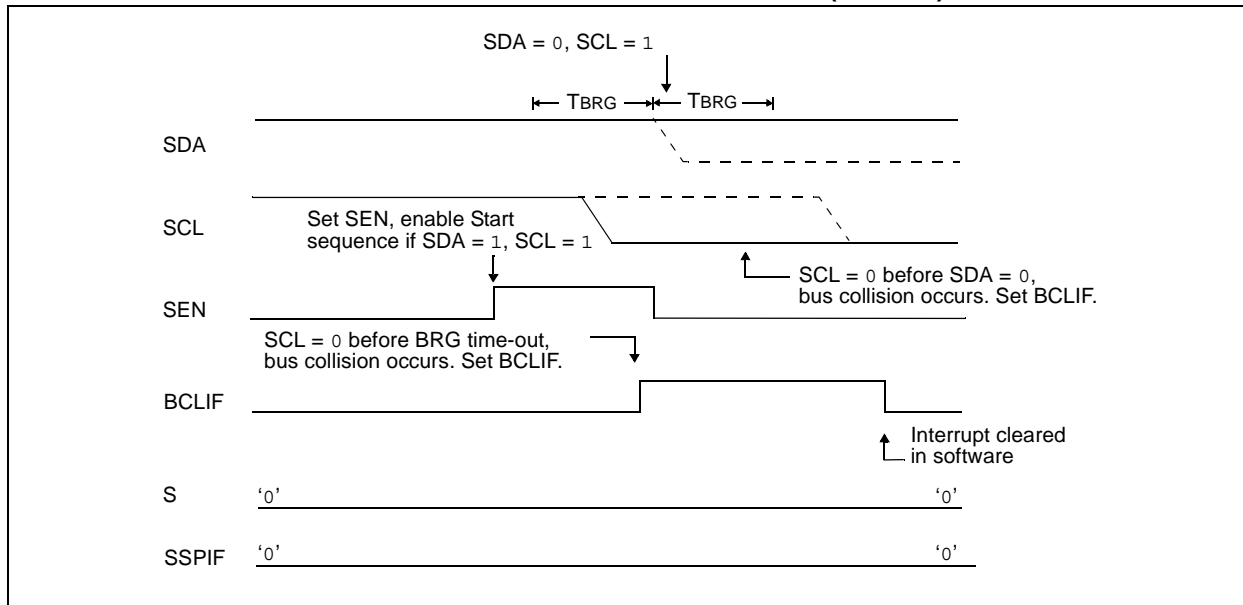 SDA = 0, SCL = 1
TBRG TBRG
SDA
SCL
Set SEN, enable Start
sequence if SDA = 1, SCL = 1
SCL = 0 before SDA = 0,
bus collision occurs. Set BCLIF.
SEN
SCL = 0 before BRG time-out,
bus collision occurs. Set BCLIF.
BCLIF
Interrupt cleared
in software
S ‘0’ ‘0’
SSPIF ‘0’ ‘0’